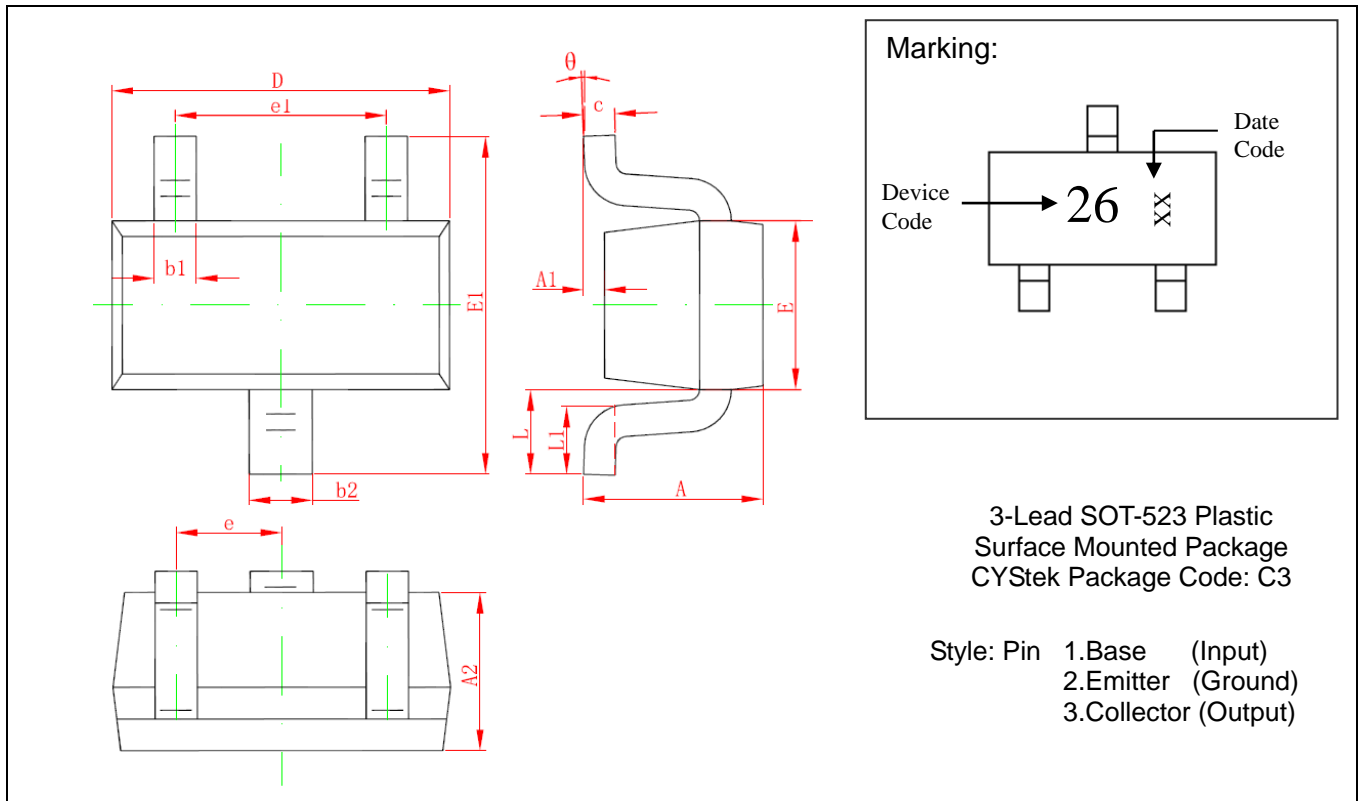 D
e1
b1
E1
b2
θ
c
A1
E
L
L1
A
e
A2
Marking:
Date
Code
Device
Code
26
XX
3-Lead SOT-523 Plastic
Surface Mounted Package
CYStek Package Code: C3
Style: Pin 1.Base (Input)
2.Emitter (Ground)
3.Collector (Output)